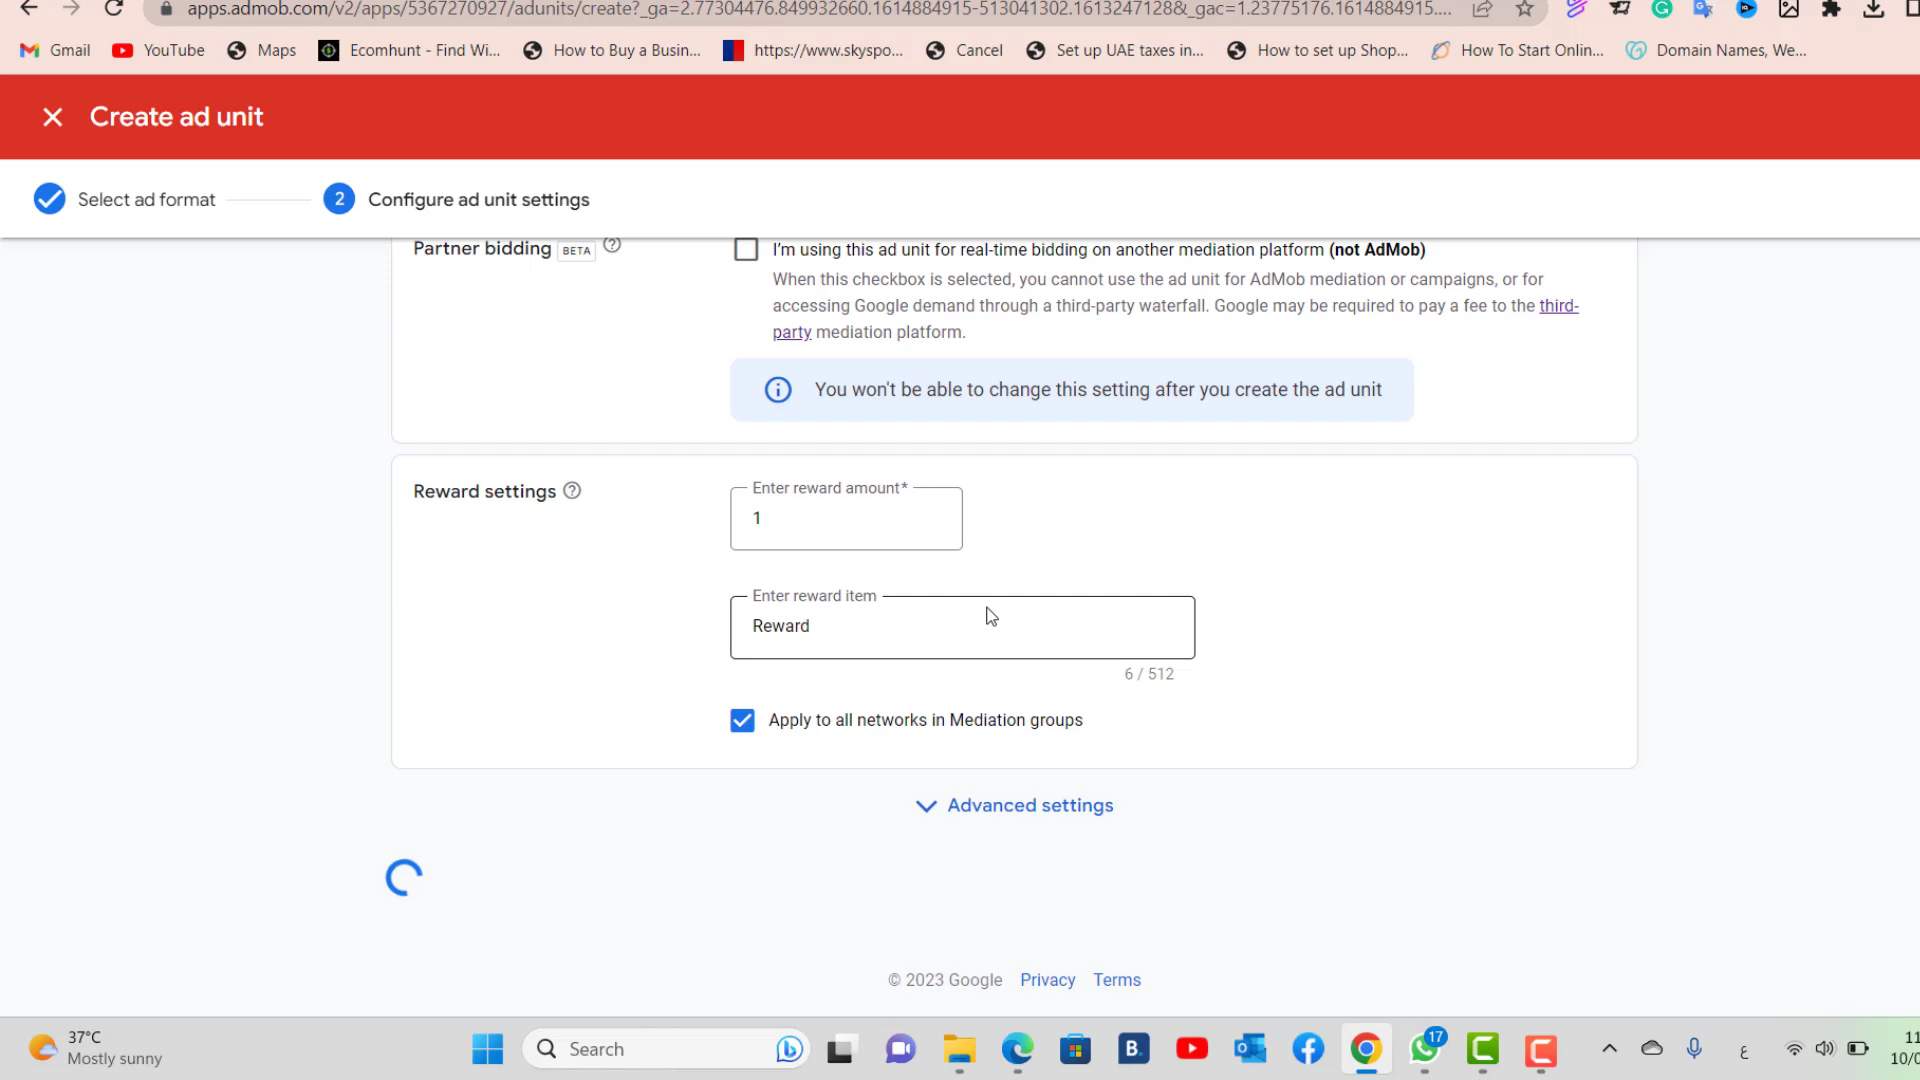 apps.admob.com/v2/apps/5367270927/adunits/create?_ga=2.77304476.849932660.1614884915-513041302.1613247128&_gac=1.23775176.1614884915....
Gmail YouTube Maps Ecomhunt - Find Wi... How to Buy a Busin... https://www.skyspo... Cancel Set up UAE taxes in... How to set up Shop... How To Start Onlin... Domain Names, We...
Create ad unit
Select ad format 2 Configure ad unit settings
Partner bidding BETA I'm using this ad unit for real-time bidding on another mediation platform (not AdMob)
When this checkbox is selected, you cannot use the ad unit for AdMob mediation or campaigns, or for
accessing Google demand through a third-party waterfall. Google may be required to pay a fee to the third-
party mediation platform.
You won't be able to change this setting after you create the ad unit
Reward settings
Enter reward amount*
1
Enter reward item
Reward
6 / 512
Apply to all networks in Mediation groups
Advanced settings
© 2023 Google Privacy Terms
37°C
Mostly sunny
Search
B.
17
ع
11
10/0